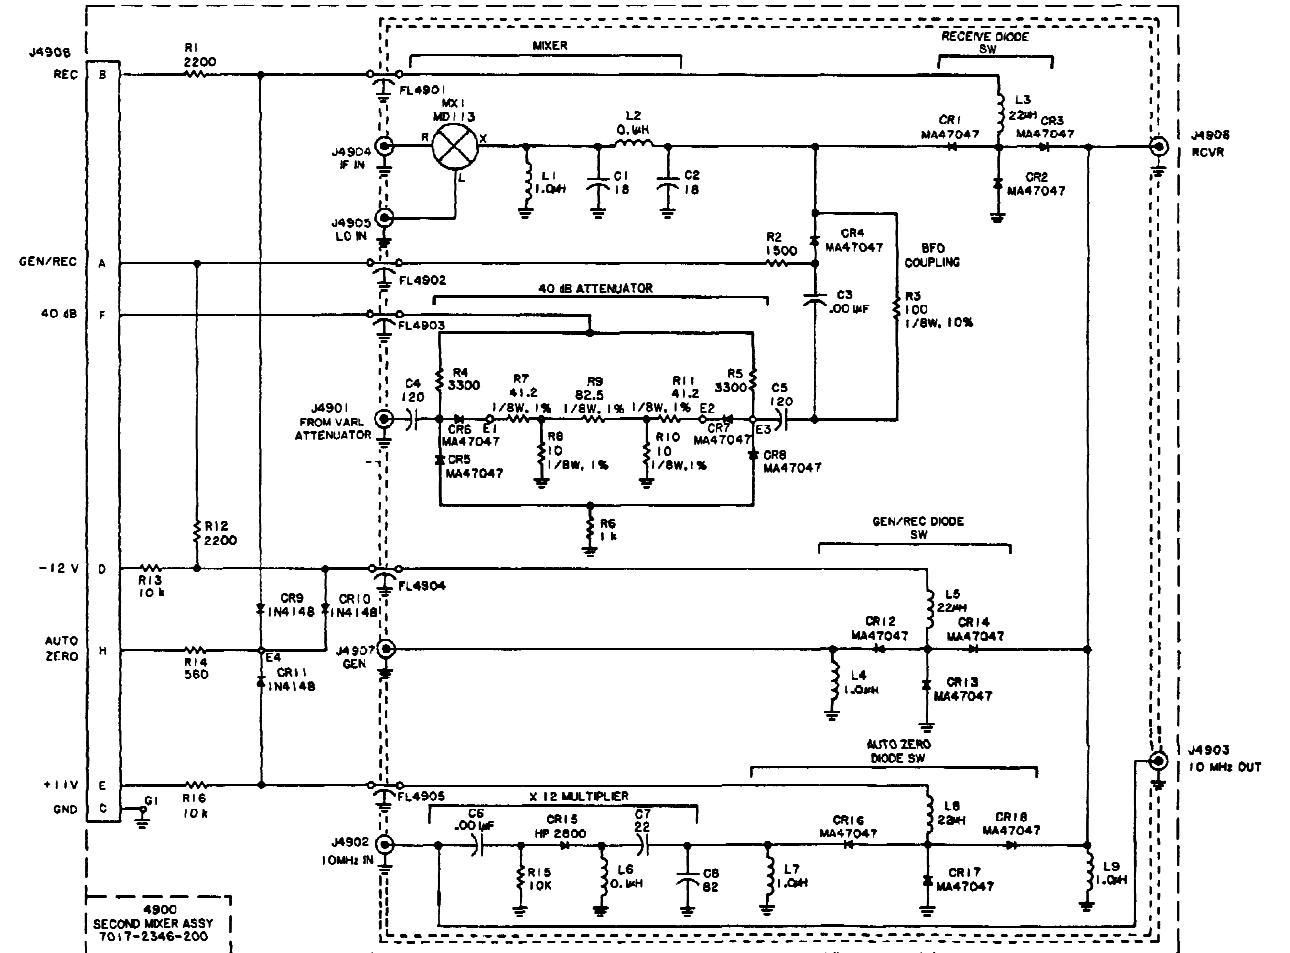 R1
2200
J4908
REC
B
MIXER
RECEIVE DIODE
SW
FL4901
MX1
MD113
R
X
L
J4904
IF IN
J4905
LO IN
L2
0.1µH
L1
1.0µH
C1
18
C2
18
CR1
MA47047
L3
22µH
CR3
MA47047
CR2
MA47047
J4906
RCVR
GEN/REC
A
FL4902
R2
1500
CR4
MA47047
BFO
COUPLING
40 dB
F
FL4903
40 dB ATTENUATOR
C3
.001µF
R3
100
1/8W, 10%
J4901
FROM VARI.
ATTENUATOR
C4
120
R4
3300
R7
41.2
1/8W, 1%
R9
82.5
1/8W, 1%
R11
41.2
1/8W, 1%
R5
3300
C5
120
CR6
MA47047
E1
E2
CR7
MA47047
E3
CR5
MA47047
R8
10
1/8W, 1%
R10
10
1/8W, 1%
CR8
MA47047
R6
1k
R12
2200
GEN/REC DIODE
SW
-12 V
D
R13
10 k
FL4904
CR9
1N4148
CR10
1N4148
L5
22µH
CR12
MA47047
CR14
MA47047
AUTO
ZERO
H
R14
560
E4
CR11
1N4148
J4907
GEN
L4
1.0µH
CR13
MA47047
AUTO ZERO
DIODE SW
J4903
10 MHz OUT
+11V
E
R16
10 k
FL4905
GND
C
G1
X 12 MULTIPLIER
J4902
10MHz IN
C6
.001µF
CR15
HP 2800
C7
22
R15
10K
L6
0.1µH
C8
82
L7
1.0µH
CR16
MA47047
L8
22µH
CR18
MA47047
CR17
MA47047
L9
1.0µH
4900
SECOND MIXER ASSY
7017-2346-200